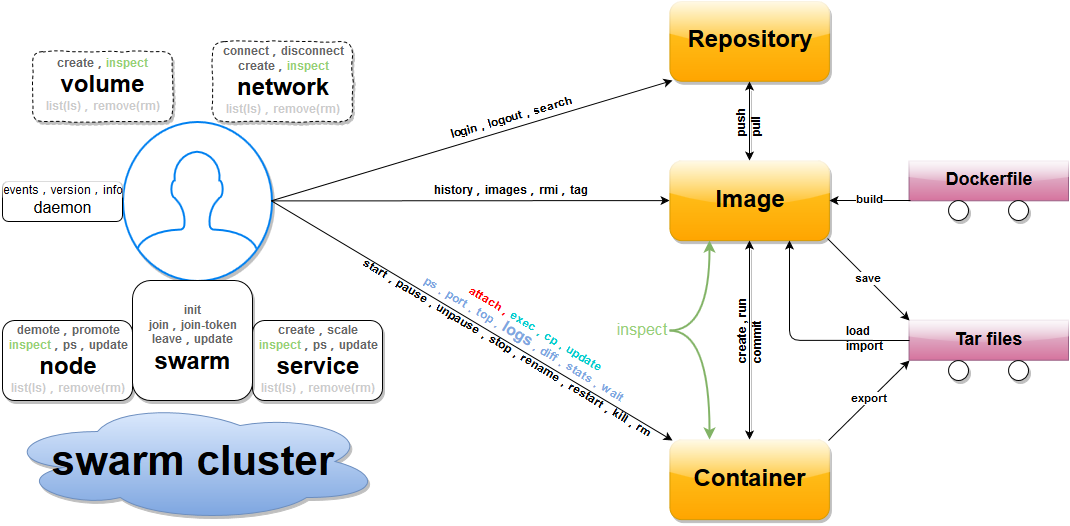 Repository
create , inspect
volume
list(ls) , remove(rm)
connect , disconnect
create , inspect
network
list(ls) , remove(rm)
login , logout , search
push
pull
events , version , info
daemon
history , images , rmi , tag
Image
build
Dockerfile
start , pause , unpause , stop , rename , restart , kill , rm
ps , port , top , logs , diff , stats , wait
attach , exec , cp , update
inspect
create , run
commit
save
load
import
Tar files
export
init
join , join-token
leave , update
swarm
demote , promote
inspect , ps , update
node
list(ls) , remove(rm)
create , scale
inspect , ps , update
service
list(ls) , remove(rm)
swarm cluster
Container